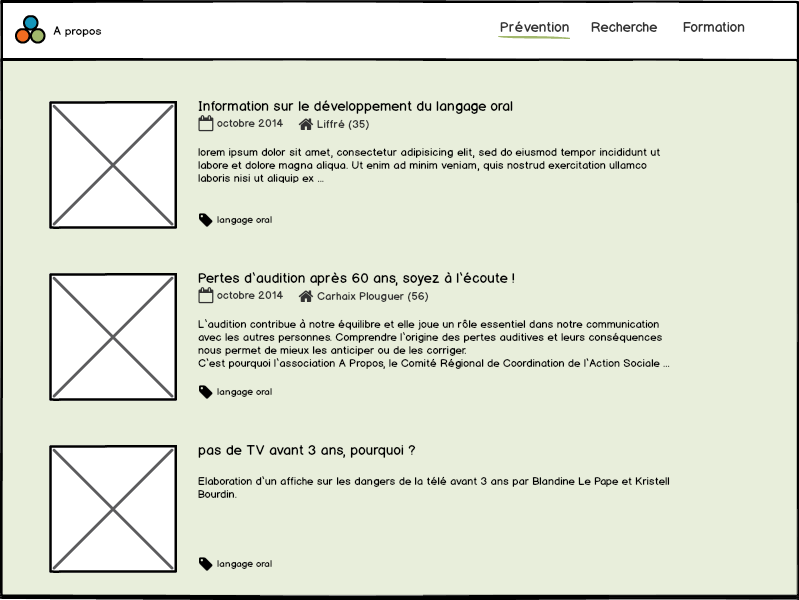 A propos
Prévention Recherche Formation
Information sur le développement du langage oral
octobre 2014 Liffré (35)
lorem ipsum dolor sit amet, consectetur adipisicing elit, sed do eiusmod tempor incididunt ut
labore et dolore magna aliqua. Ut enim ad minim veniam, quis nostrud exercitation ullamco
laboris nisi ut aliquip ex ...
langage oral
Pertes d`audition après 60 ans, soyez à l`écoute !
octobre 2014 Carhaix Plouguer (56)
L`audition contribue à notre équilibre et elle joue un rôle essentiel dans notre communication
avec les autres personnes. Comprendre l`origine des pertes auditives et leurs conséquences
nous permet de mieux les anticiper ou de les corriger.
C`est pourquoi l`association A Propos, le Comité Régional de Coordination de l`Action Sociale ...
langage oral
pas de TV avant 3 ans, pourquoi ?
Elaboration d`un affiche sur les dangers de la télé avant 3 ans par Blandine Le Pape et Kristell
Bourdin.
langage oral